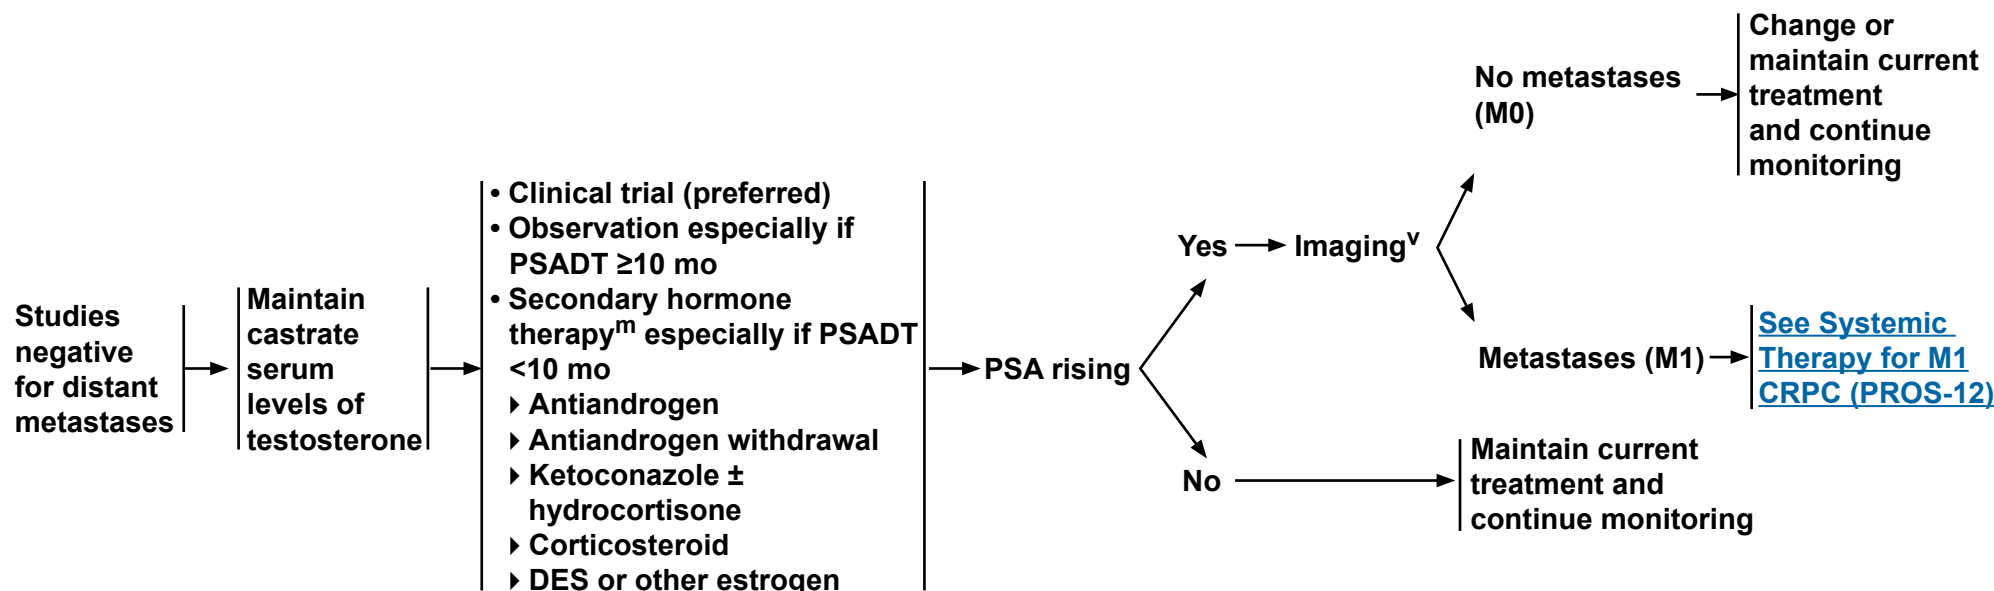 Studies
negative
for distant
metastases
Maintain
castrate
serum
levels of
testosterone
• Clinical trial (preferred)
• Observation especially if
PSADT ≥10 mo
• Secondary hormone
therapyᵐ especially if PSADT
<10 mo
▸ Antiandrogen
▸ Antiandrogen withdrawal
▸ Ketoconazole ±
hydrocortisone
▸ Corticosteroid
▸ DES or other estrogen
PSA rising
Yes
Imagingᵛ
No metastases
(M0)
Change or
maintain current
treatment
and continue
monitoring
Metastases (M1)
See Systemic
Therapy for M1
CRPC (PROS-12)
No
Maintain current
treatment and
continue monitoring